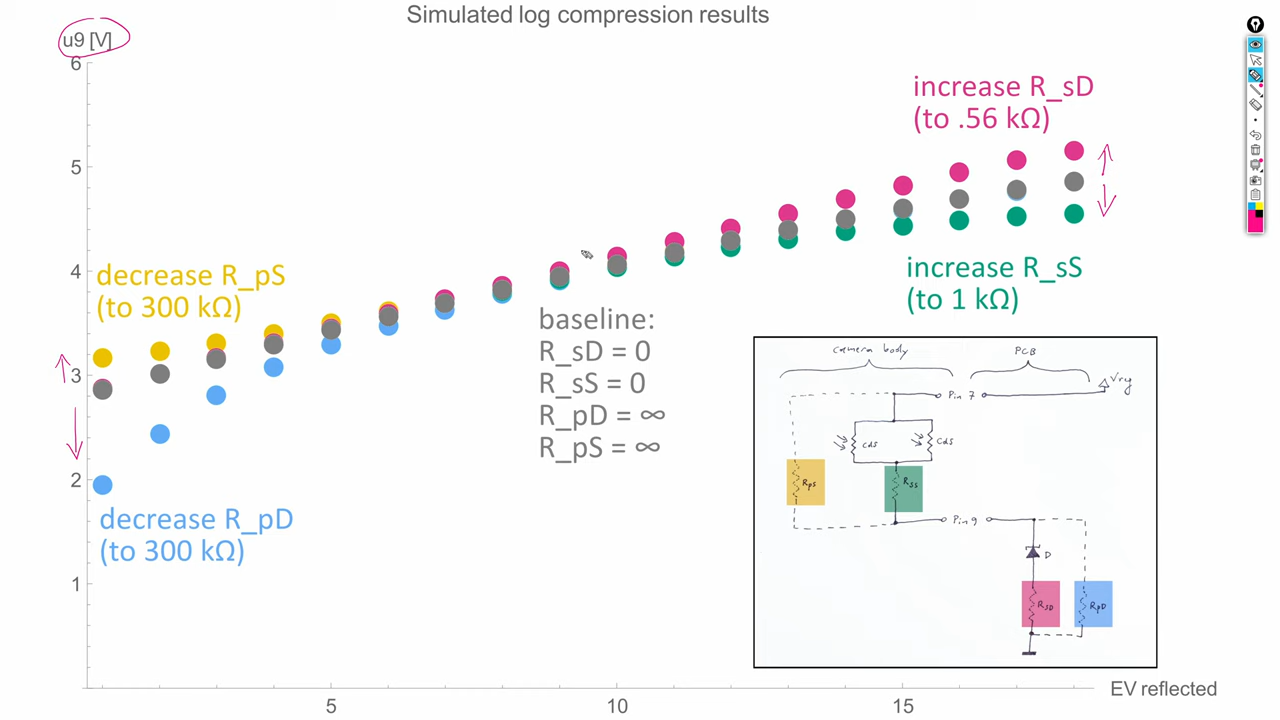 Simulated log compression results
u9 [V]
6
increase R_sD
(to .56 kΩ)
5
4
decrease R_pS
(to 300 kΩ)
increase R_sS
(to 1 kΩ)
baseline:
R_sD = 0
R_sS = 0
R_pD = ∞
R_pS = ∞
3
2
decrease R_pD
(to 300 kΩ)
1
camera body
PCB
Pin 7
Cds
Cds
Rps
Rss
Pin 9
D
RsD
RpD
5
10
15
EV reflected